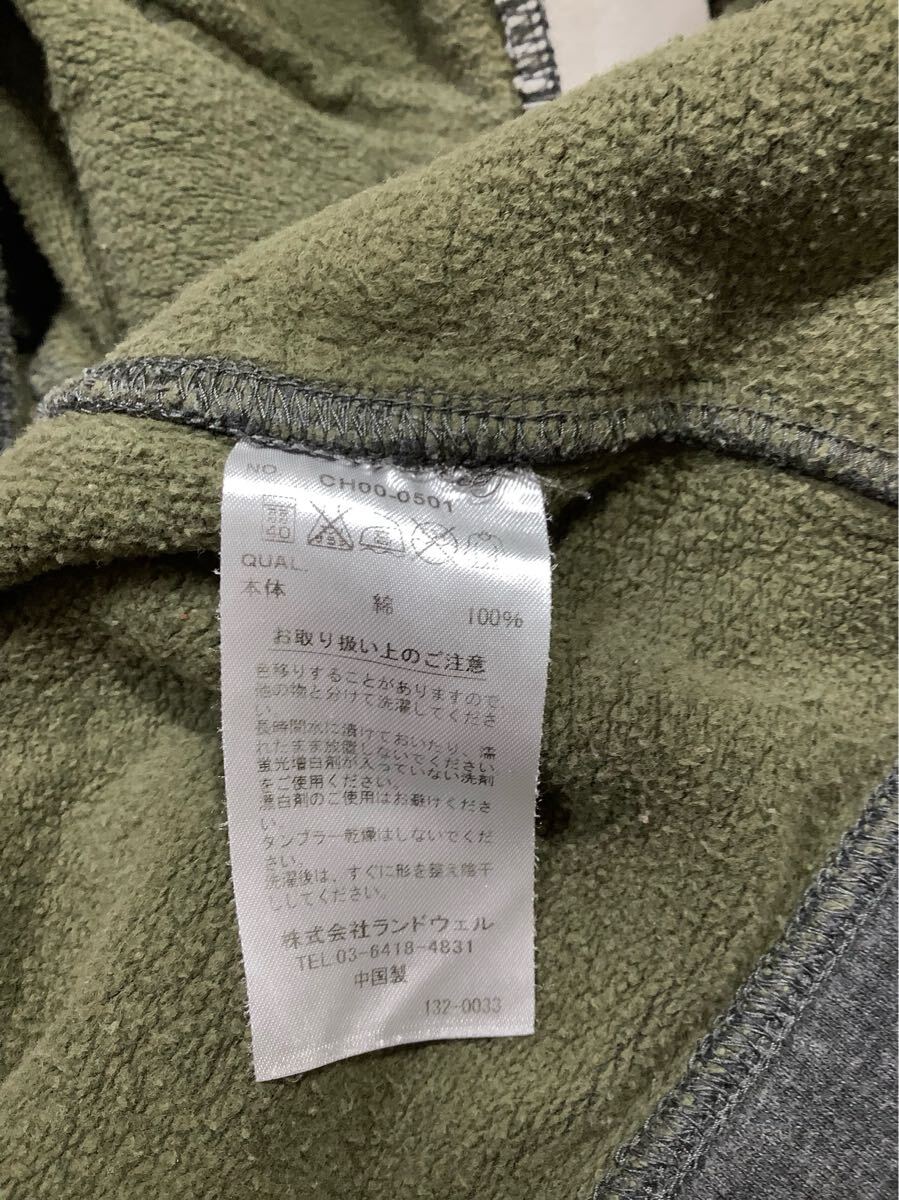 NO. CH00-0501
40
QUAL.
本体 綿 100%
お取り扱い上のご注意
色移りすることがありますので、
他の物と分けて洗濯してくださ
い。
長時間水に漬けておいたり、濡
れたまま放置しないでください
蛍光増白剤が入っていない洗剤
をご使用ください。
漂白剤のご使用はお避けくださ
い。
タンブラー乾燥はしないでくだ
さい。
洗濯後は、すぐに形を整え陰干
ししてください。
株式会社ランドウェル
TEL 03-6418-4831
中国製
132-0033